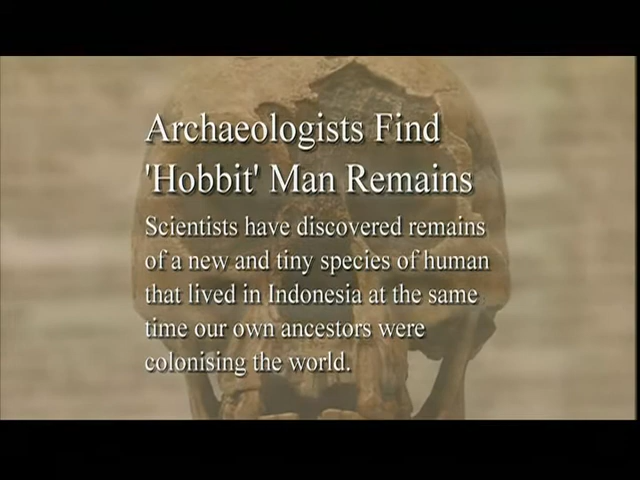 Archaeologists Find
'Hobbit' Man Remains
Scientists have discovered remains
of a new and tiny species of human
that lived in Indonesia at the same
time our own ancestors were
colonising the world.